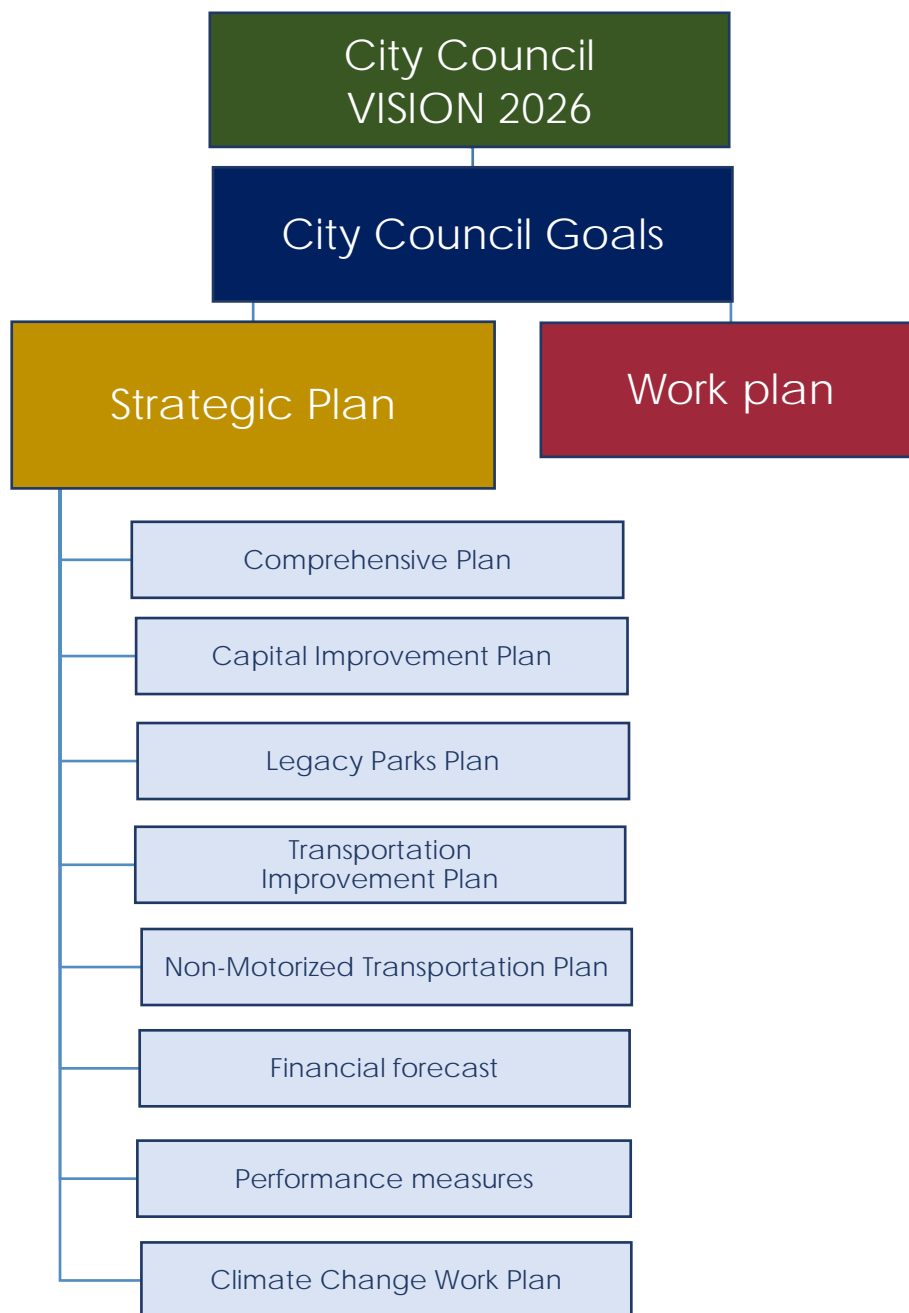 City Council
VISION 2026
City Council Goals
Strategic Plan
Work plan
Comprehensive Plan
Capital Improvement Plan
Legacy Parks Plan
Transportation
Improvement Plan
Non-Motorized Transportation Plan
Financial forecast
Performance measures
Climate Change Work Plan